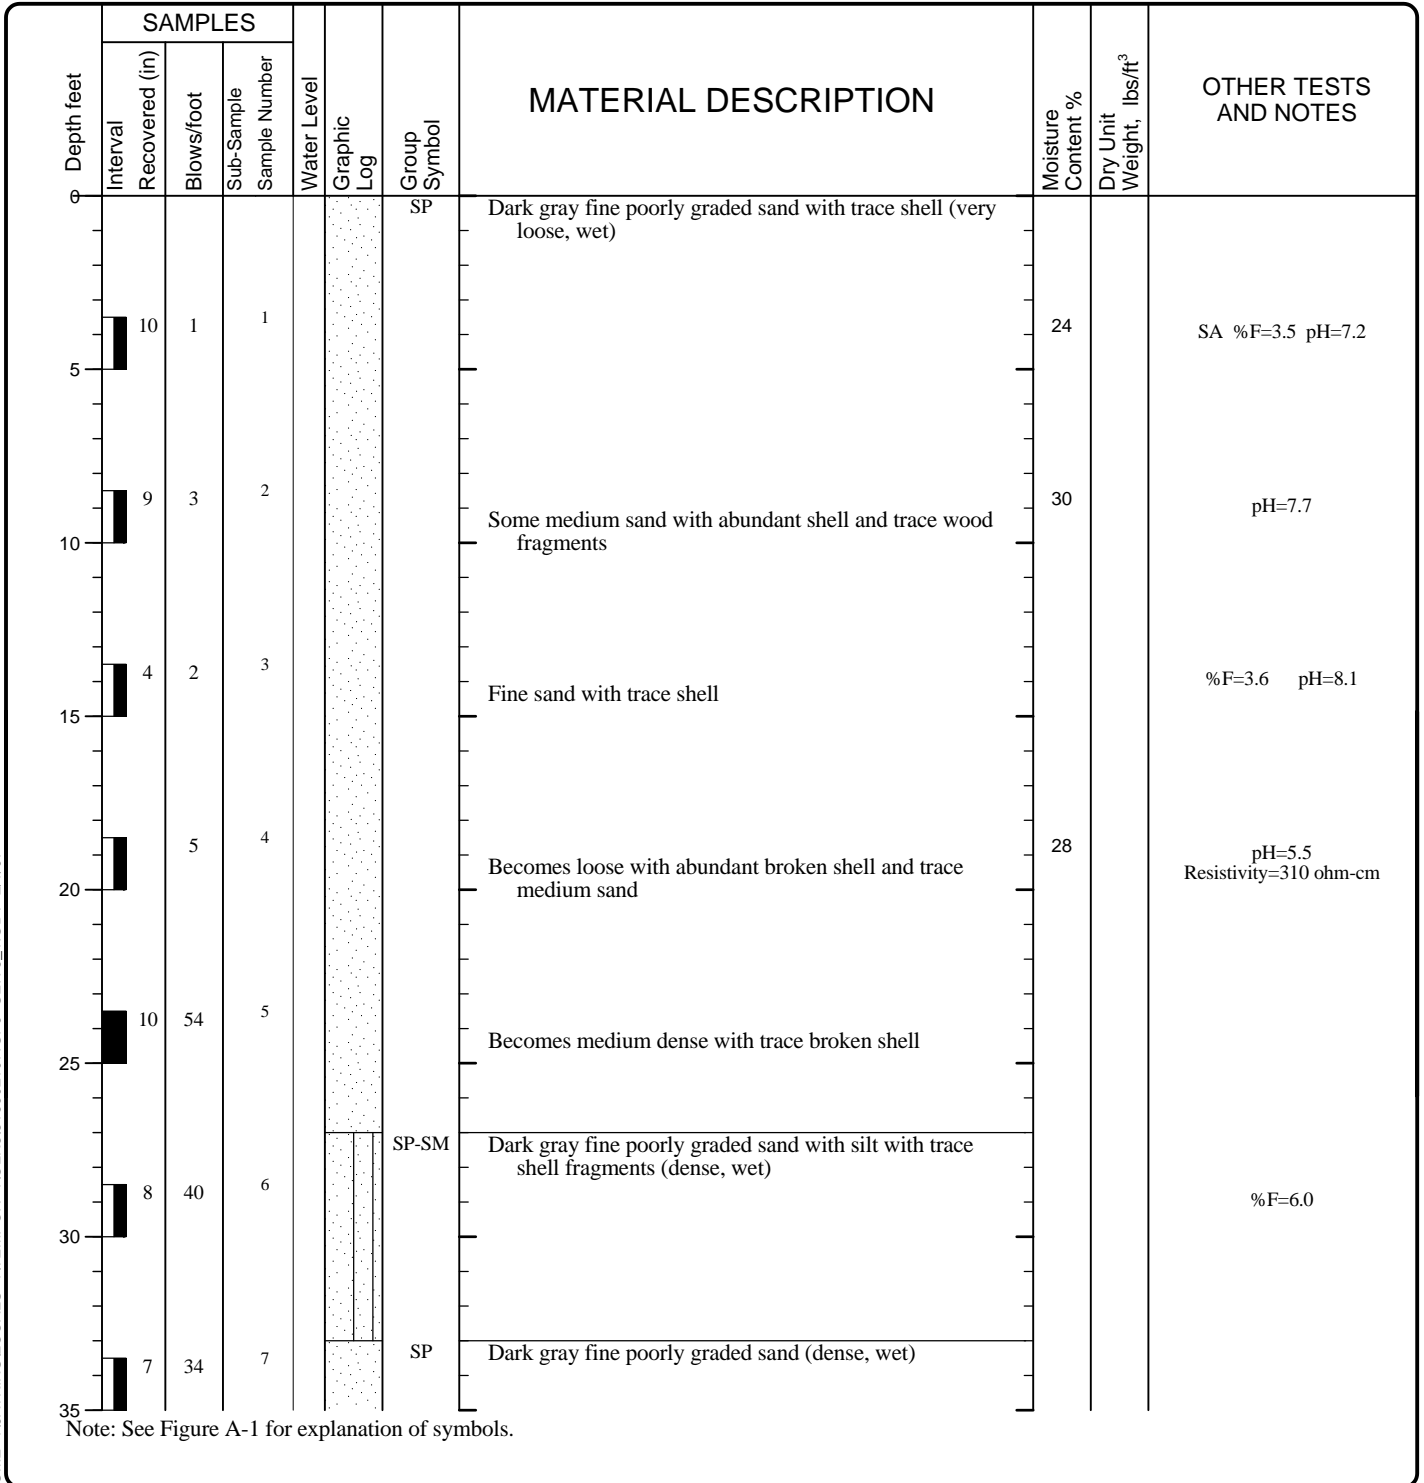 SAMPLES
Depth feet
Interval
Recovered (in)
Blows/foot
Sub-Sample
Sample Number
Water Level
Graphic
Log
Group
Symbol
MATERIAL DESCRIPTION
Moisture
Content %
Dry Unit
Weight, lbs/ft³
OTHER TESTS
AND NOTES
0
SP
Dark gray fine poorly graded sand with trace shell (very
loose, wet)
10 1 1 24 SA %F=3.5 pH=7.2
5
9 3 2 30 pH=7.7
Some medium sand with abundant shell and trace wood
fragments
10
4 2 3 %F=3.6 pH=8.1
Fine sand with trace shell
15
5 4 28 pH=5.5
Becomes loose with abundant broken shell and trace
medium sand
Resistivity=310 ohm-cm
20
10 54 5
Becomes medium dense with trace broken shell
25
SP-SM
Dark gray fine poorly graded sand with silt with trace
shell fragments (dense, wet)
8 40 6 %F=6.0
30
SP
Dark gray fine poorly graded sand (dense, wet)
7 34 7
35
Note: See Figure A-1 for explanation of symbols.